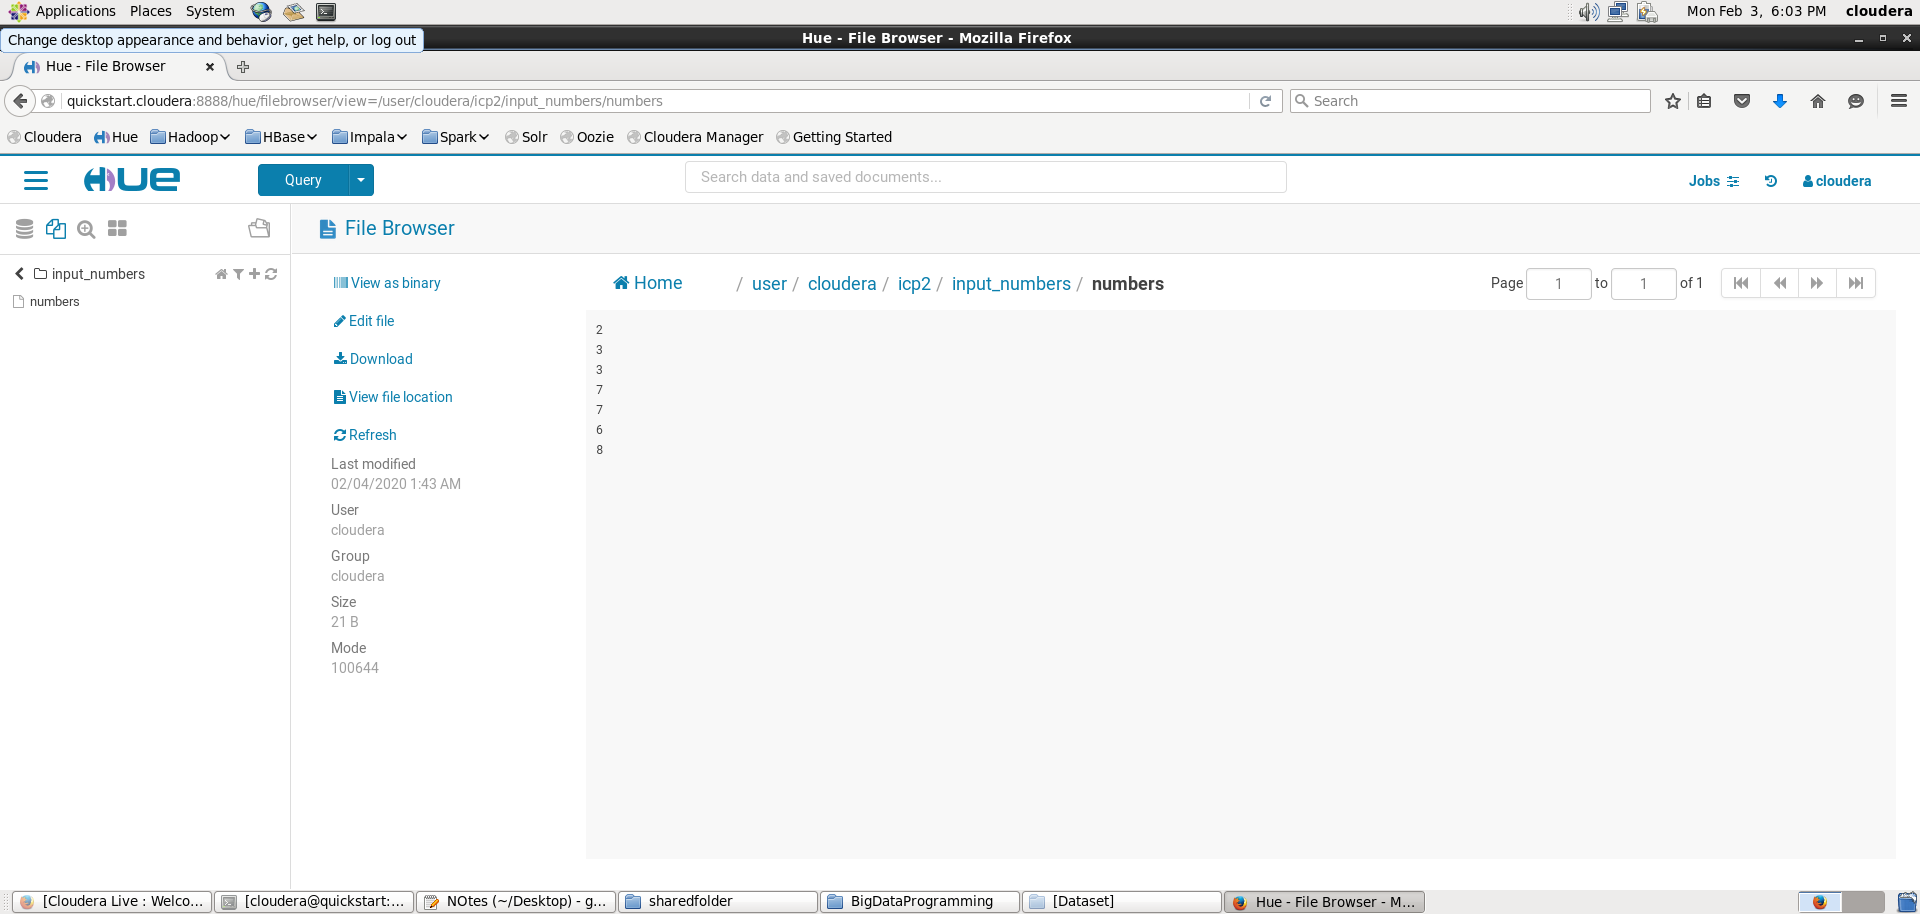 Applications Places System
Mon Feb 3, 6:03 PM cloudera
Change desktop appearance and behavior, get help, or log out
Hue - File Browser - Mozilla Firefox
Hue - File Browser
quickstart.cloudera:8888/hue/filebrowser/view=/user/cloudera/icp2/input_numbers/numbers
Search
Cloudera Hue Hadoop HBase Impala Spark Solr Oozie Cloudera Manager Getting Started
HUE
Query
Search data and saved documents...
Jobs
cloudera
File Browser
input_numbers
numbers
View as binary
Edit file
Download
View file location
Refresh
Last modified
02/04/2020 1:43 AM
User
cloudera
Group
cloudera
Size
21 B
Mode
100644
Home / user / cloudera / icp2 / input_numbers / numbers
Page 1 to 1 of 1
2
3
3
7
7
6
8
[Cloudera Live : Welco...
[cloudera@quickstart:...
NOtes (~/Desktop) - g...
sharedfolder
BigDataProgramming
[Dataset]
Hue - File Browser - M...